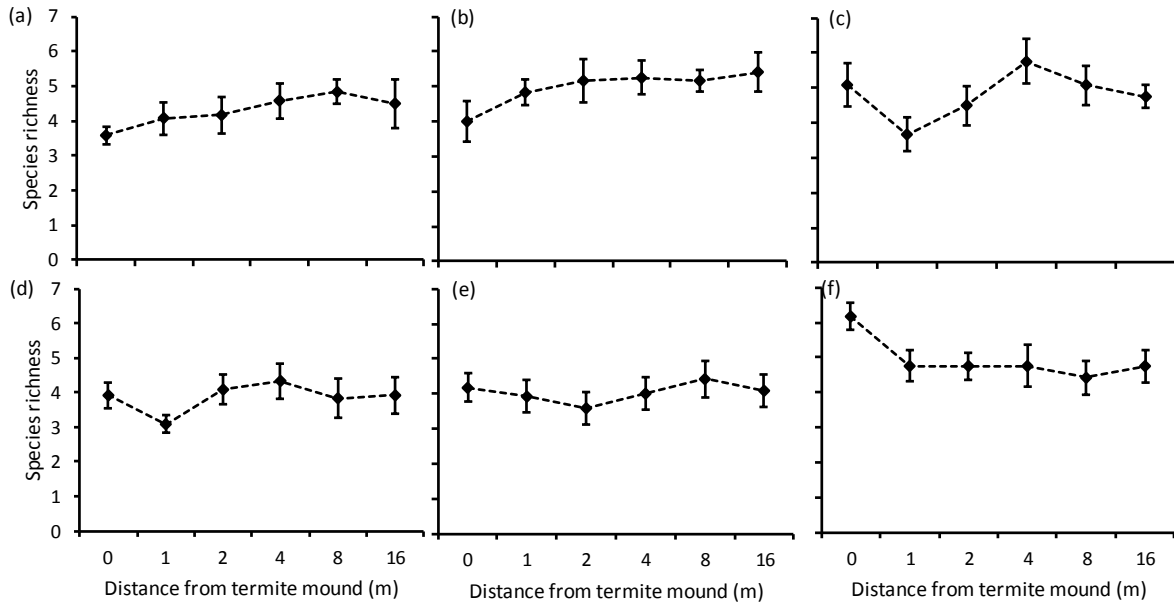 (a)
(b)
(c)
7
6
5
4
3
2
1
0
Species richness
(d)
(e)
(f)
7
6
5
4
3
2
1
0
Species richness
0 1 2 4 8 16
0 1 2 4 8 16
0 1 2 4 8 16
Distance from termite mound (m)
Distance from termite mound (m)
Distance from termite mound (m)